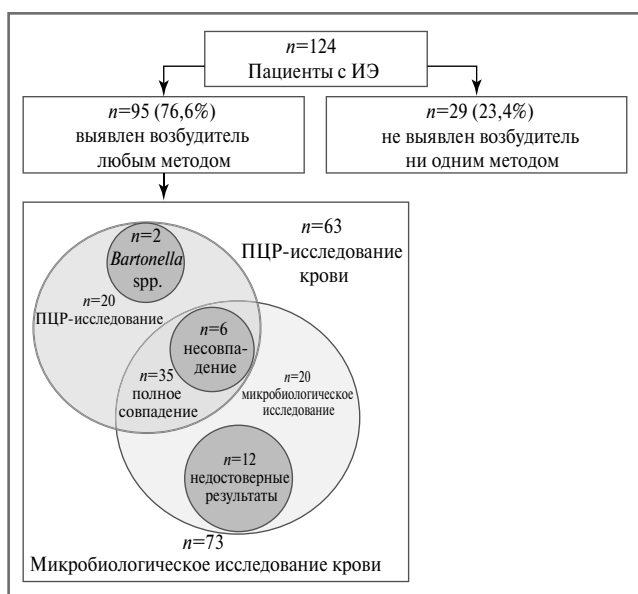 n=124
Пациенты с ИЭ
n=95 (76,6%)
выявлен возбудитель
любым методом
n=29 (23,4%)
не выявлен возбудитель
ни одним методом
n=63
ПЦР-исследование
крови
n=2
Bartonella
spp.
n=20
ПЦР-исследование
n=6
несовпа-
дение
n=35
полное
совпадение
n=20
микробиологическое
исследование
n=12
недостоверные
результаты
n=73
Микробиологическое исследование крови